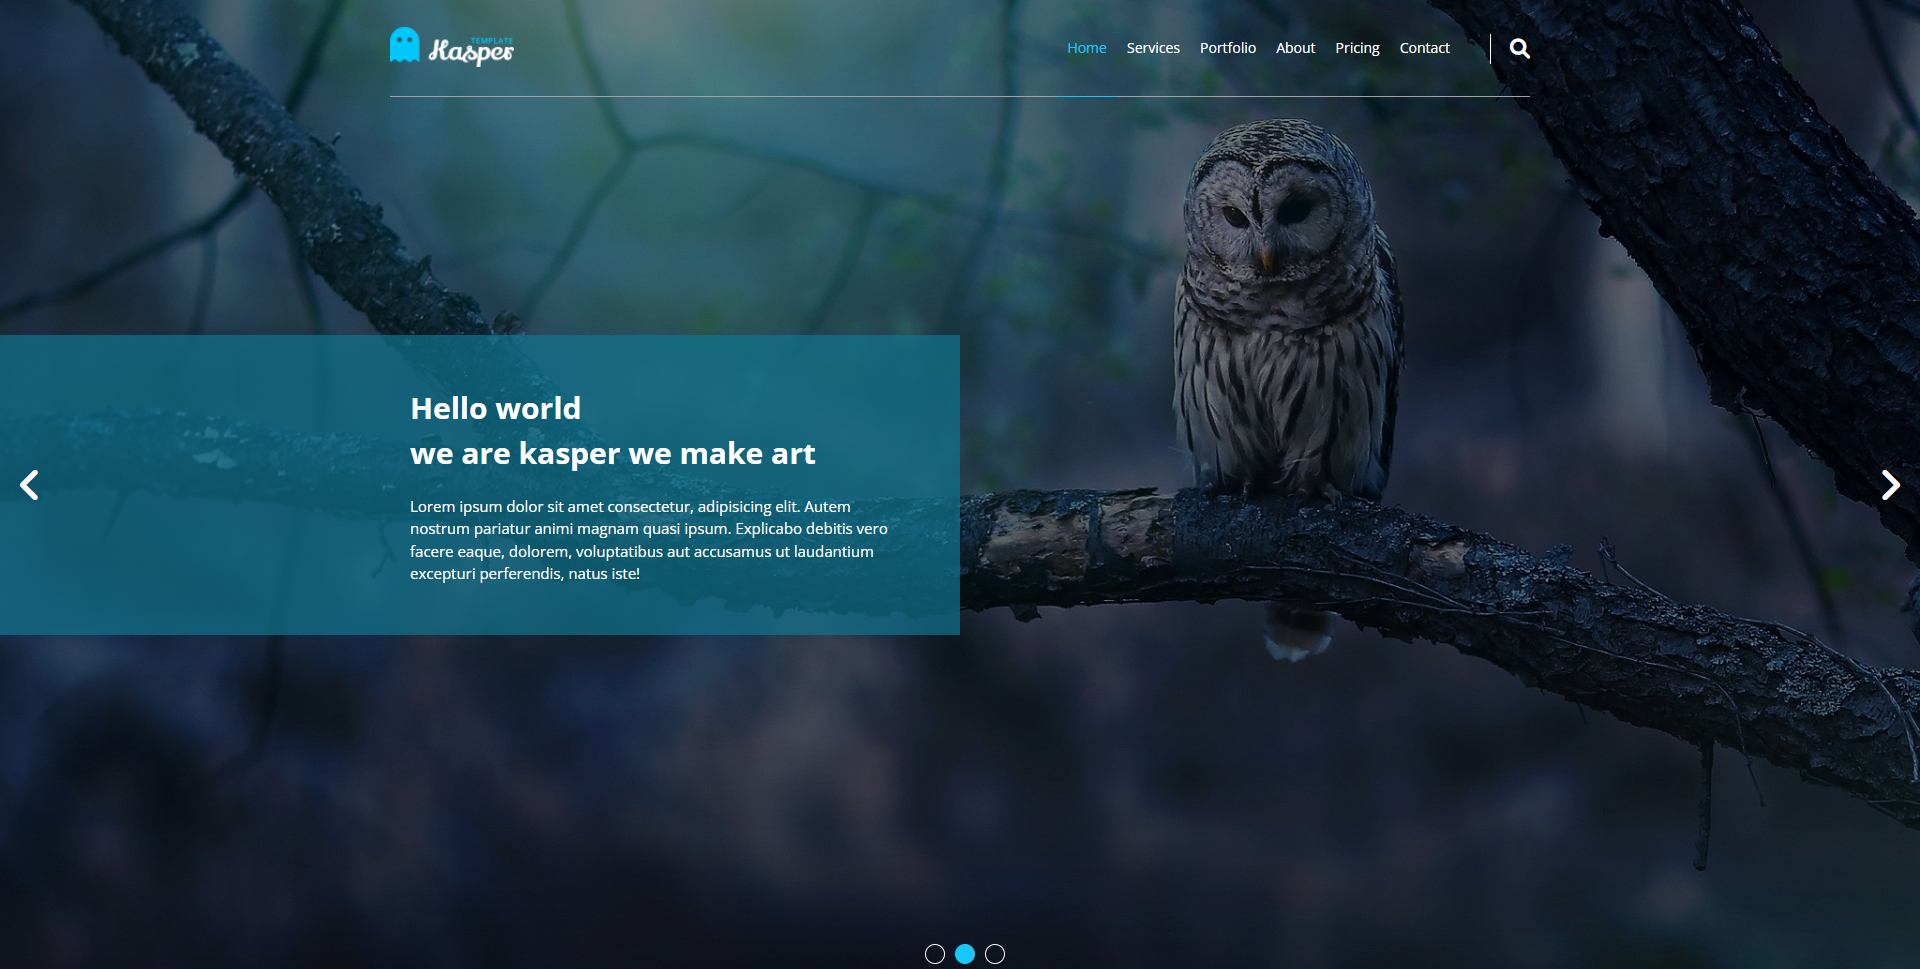 TEMPLATE
Kasper
Home Services Portfolio About Pricing Contact
Hello world
we are kasper we make art
Lorem ipsum dolor sit amet consectetur, adipisicing elit. Autem
nostrum pariatur animi magnam quasi ipsum. Explicabo debitis vero
facere eaque, dolorem, voluptatibus aut accusamus ut laudantium
excepturi perferendis, natus iste!